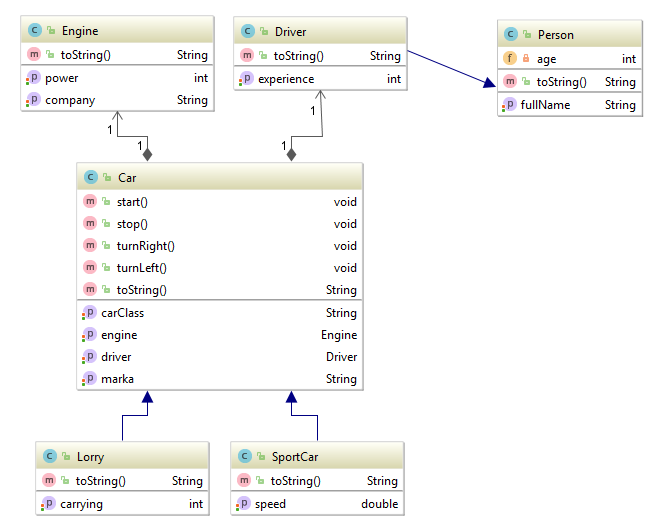 Engine
toString() String
power int
company String
Driver
toString() String
experience int
Person
age int
toString() String
fullName String
1
1
1
1
Car
start() void
stop() void
turnRight() void
turnLeft() void
toString() String
carClass String
engine Engine
driver Driver
marka String
Lorry
toString() String
carrying int
SportCar
toString() String
speed double